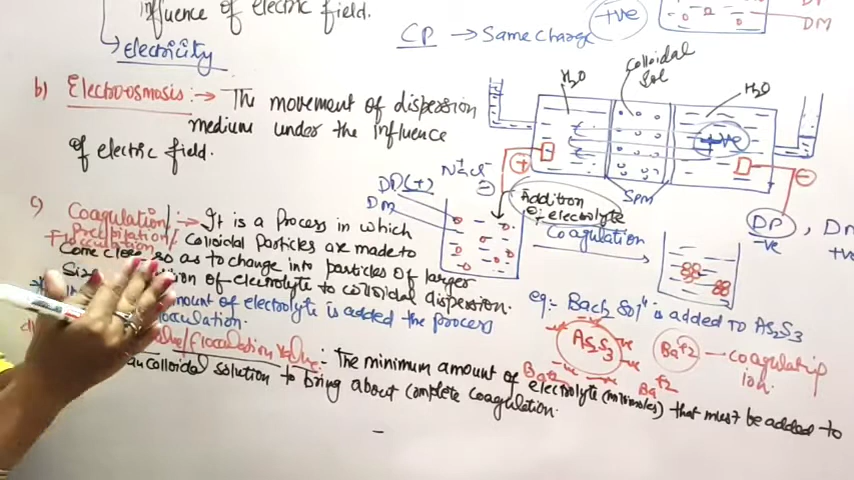 influence of electric field.
Electricity
CP → Same charge +ve
DM
b) Electroosmosis :→ The movement of dispersion
medium under the influence
of electric field.
H2O
colloidal
Sol
H2O
+ve
+
−
SPM
DP
-ve
, Dm
+ve
c) Coagulation/ :→ It is a Process in which
Precipitation/ colloidal Particles are made to
Flocculation
come close so as to change into particles of larger
Size
of electrolyte to colloidal dispersion.
amount of electrolyte is added the process
DP(+)
DM
Na+ Cl-
Addition
of electrolyte
Coagulation
eg:- BaCl2 Sol" is added to AS2S3
AS2S3
Ba+2 — coagulating
ion.
Ba+2
Ba+2
d)
/flocculation value :- The minimum amount of electrolyte (millimoles) that must be added to
colloidal solution to bring about complete coagulation.